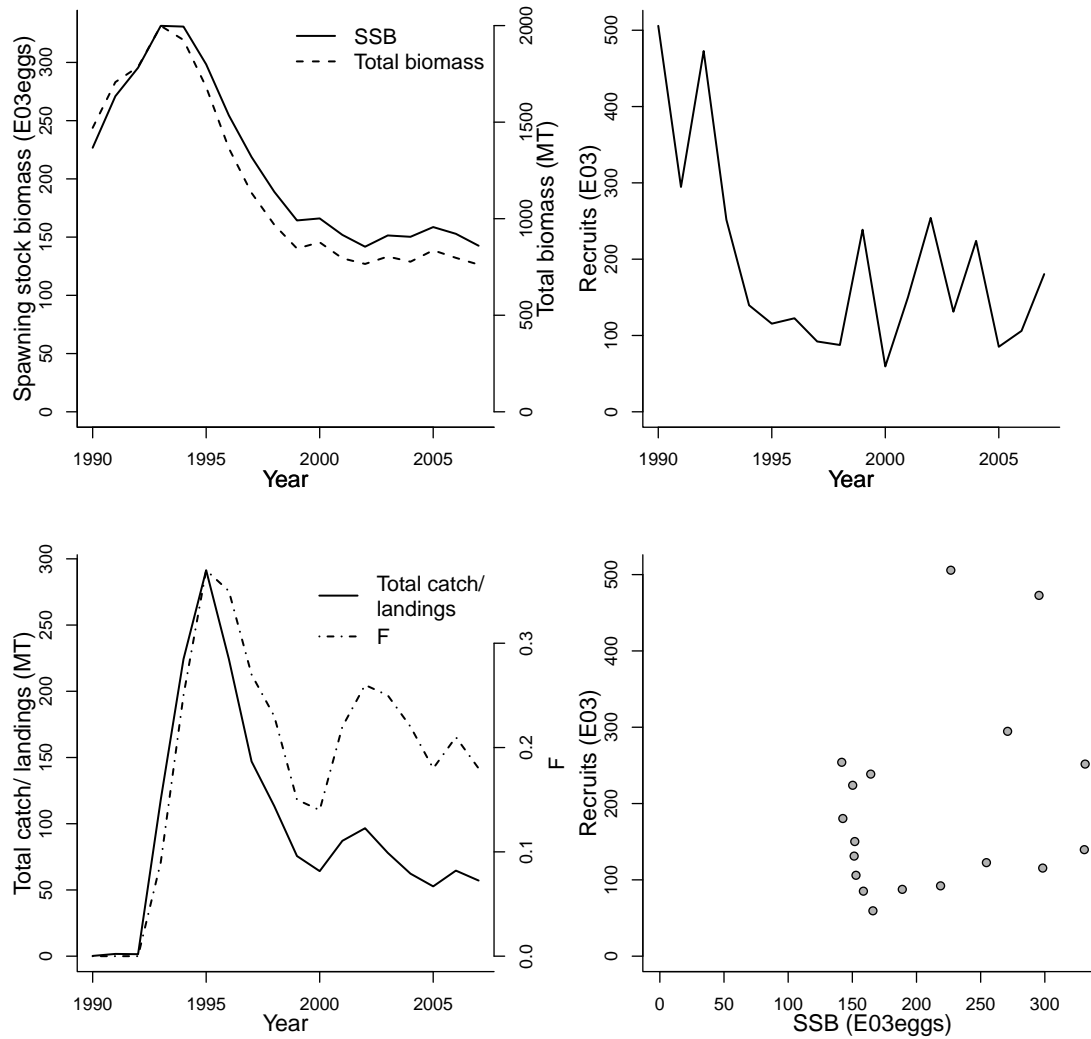 Spawning stock biomass (E03eggs)
0 50 100 150 200 250 300
SSB
Total biomass
0 500 1000 1500 2000
Total biomass (MT)
1990 1995 2000 2005
Year
Recruits (E03)
0 100 200 300 400 500
1990 1995 2000 2005
Year
Total catch/ landings (MT)
0 50 100 150 200 250 300
Total catch/
landings
F
0.0 0.1 0.2 0.3
F
1990 1995 2000 2005
Year
Recruits (E03)
0 100 200 300 400 500
0 50 100 150 200 250 300
SSB (E03eggs)